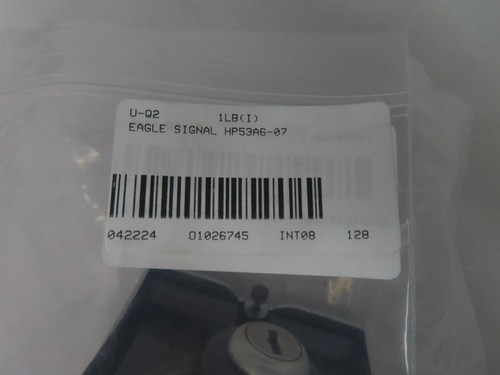 U-Q2 1LB(I)
EAGLE SIGNAL HP53A6-07
042224 01026745 INT08 128